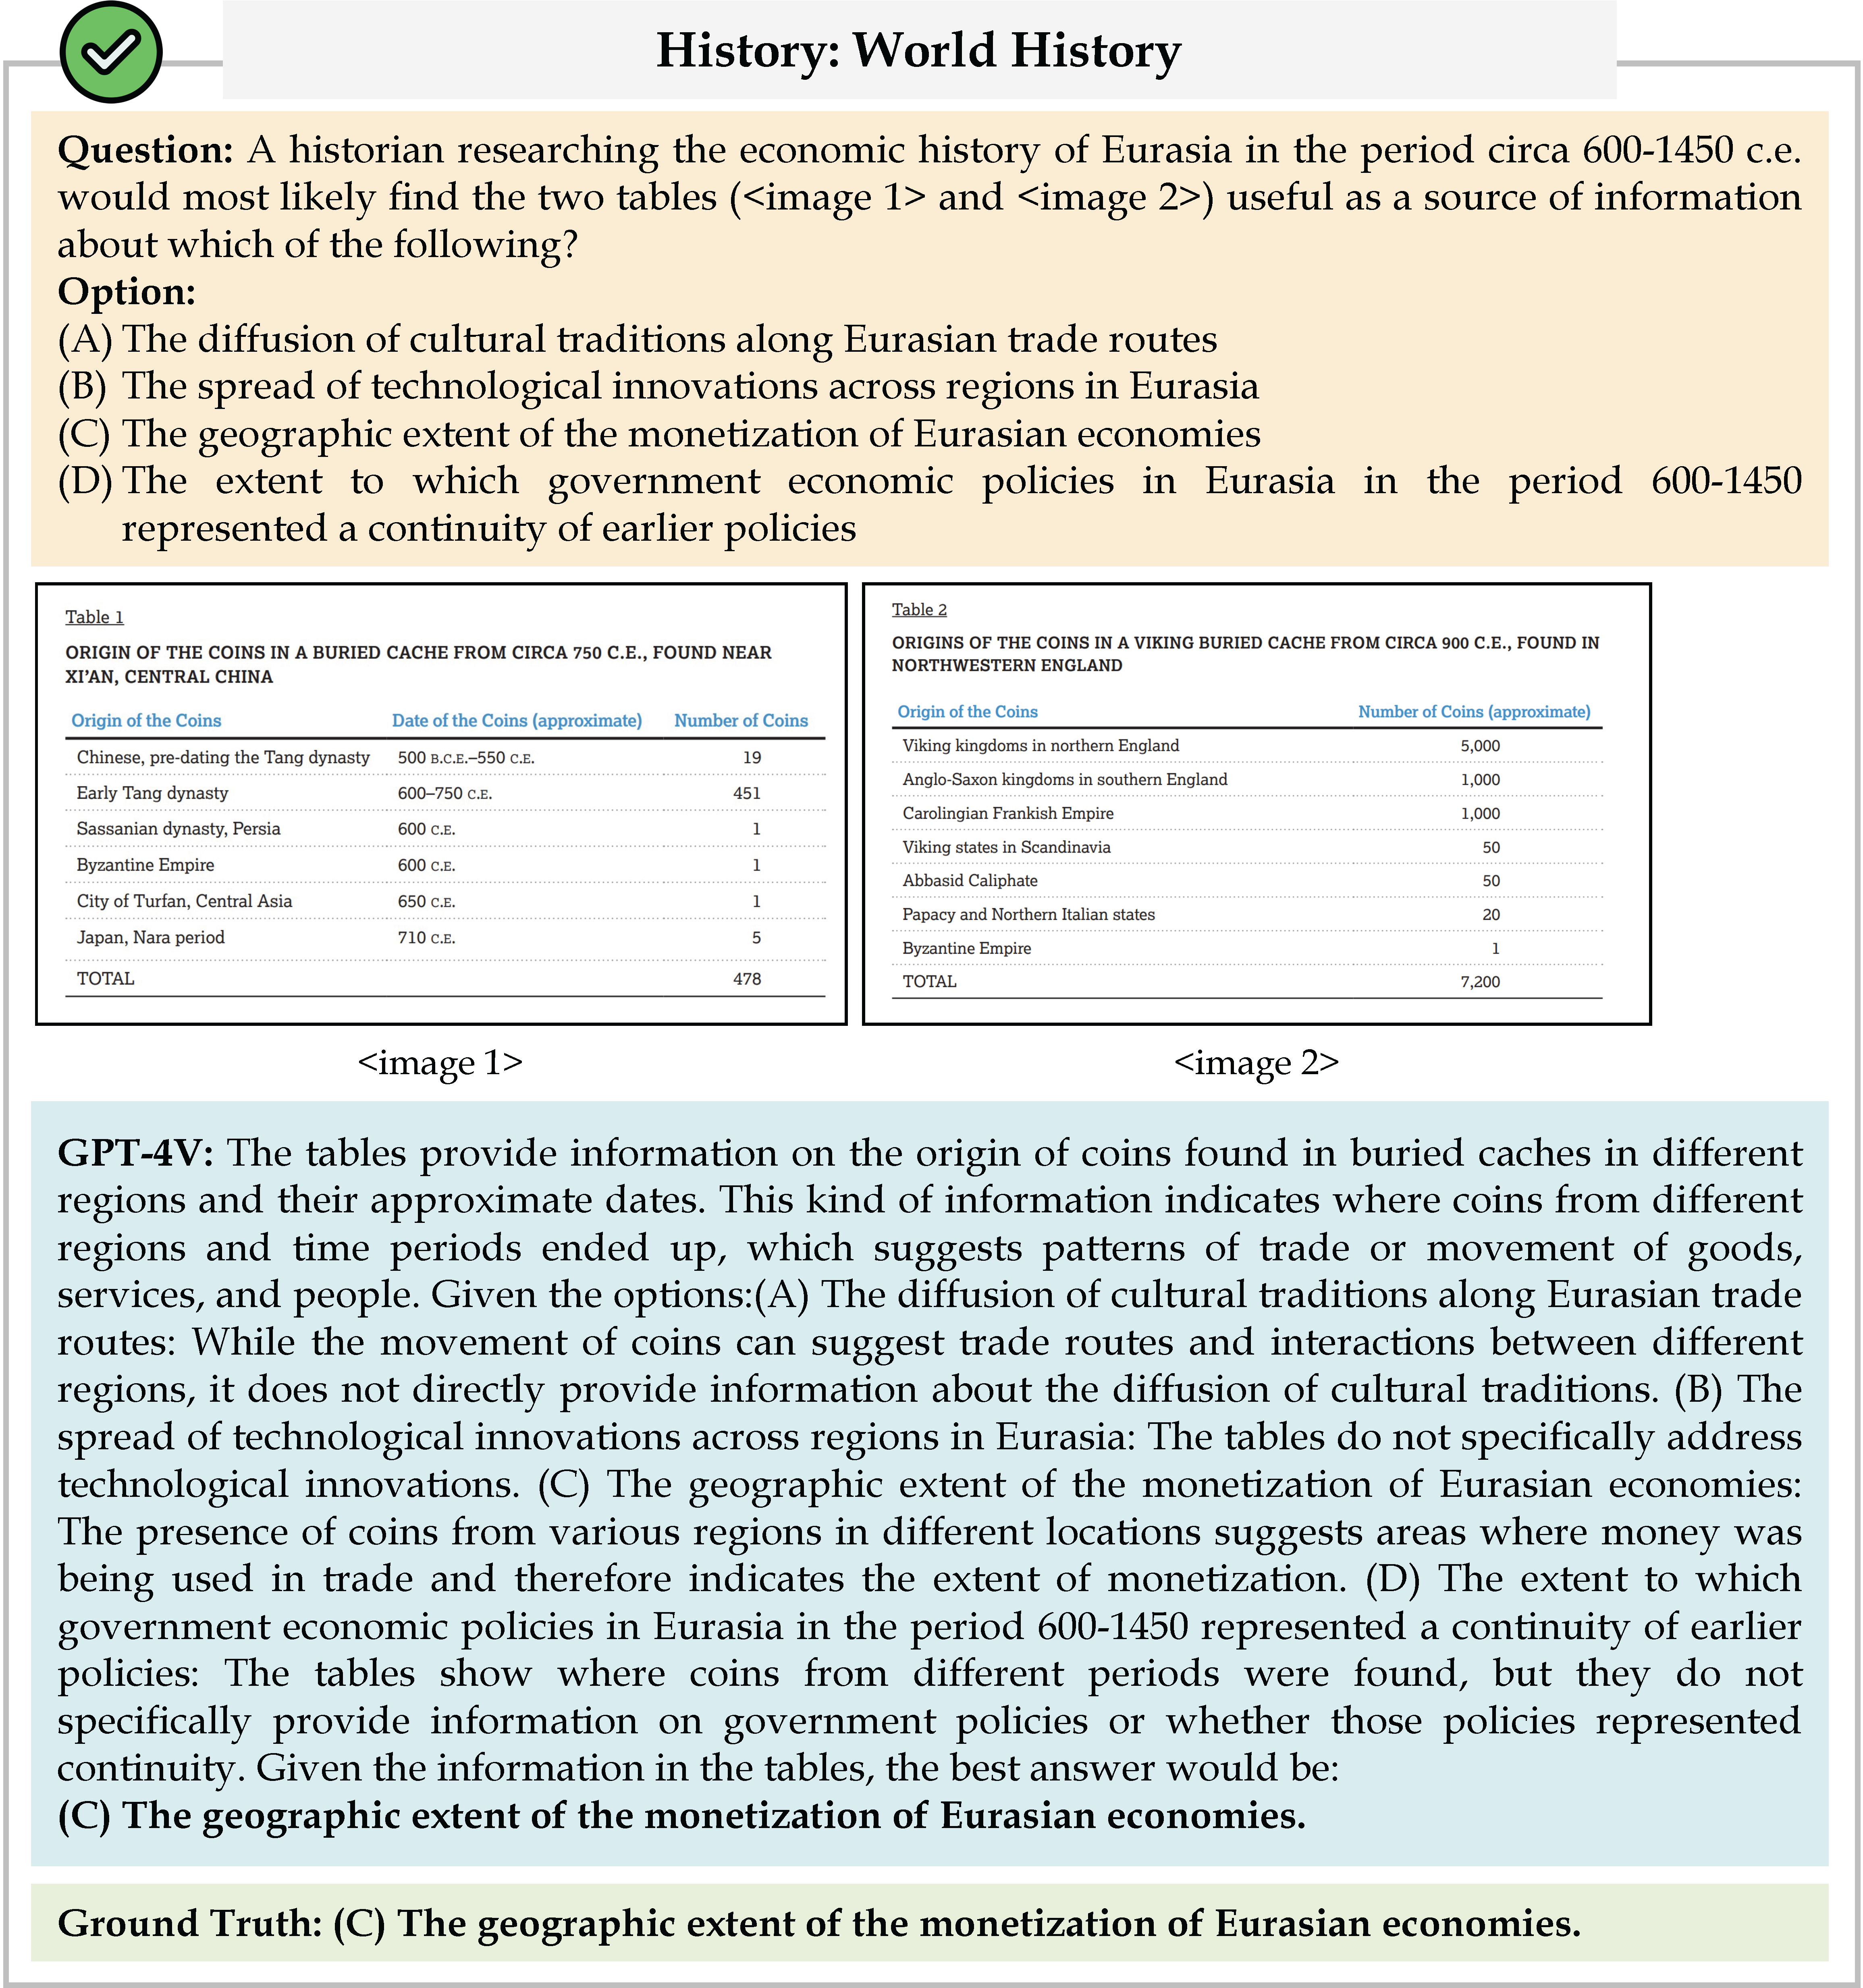 History: World History
Question: A historian researching the economic history of Eurasia in the period circa 600-1450 c.e.
would most likely find the two tables (<image 1> and <image 2>) useful as a source of information
about which of the following?
Option:
(A) The diffusion of cultural traditions along Eurasian trade routes
(B) The spread of technological innovations across regions in Eurasia
(C) The geographic extent of the monetization of Eurasian economies
(D) The extent to which government economic policies in Eurasia in the period 600-1450
represented a continuity of earlier policies
Table 1
ORIGIN OF THE COINS IN A BURIED CACHE FROM CIRCA 750 C.E., FOUND NEAR
XI'AN, CENTRAL CHINA
Origin of the Coins Date of the Coins (approximate) Number of Coins
Chinese, pre-dating the Tang dynasty 500 B.C.E.–550 C.E. 19
Early Tang dynasty 600–750 C.E. 451
Sassanian dynasty, Persia 600 C.E. 1
Byzantine Empire 600 C.E. 1
City of Turfan, Central Asia 650 C.E. 1
Japan, Nara period 710 C.E. 5
TOTAL 478
<image 1>
Table 2
ORIGINS OF THE COINS IN A VIKING BURIED CACHE FROM CIRCA 900 C.E., FOUND IN
NORTHWESTERN ENGLAND
Origin of the Coins Number of Coins (approximate)
Viking kingdoms in northern England 5,000
Anglo-Saxon kingdoms in southern England 1,000
Carolingian Frankish Empire 1,000
Viking states in Scandinavia 50
Abbasid Caliphate 50
Papacy and Northern Italian states 20
Byzantine Empire 1
TOTAL 7,200
<image 2>
GPT-4V: The tables provide information on the origin of coins found in buried caches in different
regions and their approximate dates. This kind of information indicates where coins from different
regions and time periods ended up, which suggests patterns of trade or movement of goods,
services, and people. Given the options:(A) The diffusion of cultural traditions along Eurasian trade
routes: While the movement of coins can suggest trade routes and interactions between different
regions, it does not directly provide information about the diffusion of cultural traditions. (B) The
spread of technological innovations across regions in Eurasia: The tables do not specifically address
technological innovations. (C) The geographic extent of the monetization of Eurasian economies:
The presence of coins from various regions in different locations suggests areas where money was
being used in trade and therefore indicates the extent of monetization. (D) The extent to which
government economic policies in Eurasia in the period 600-1450 represented a continuity of earlier
policies: The tables show where coins from different periods were found, but they do not
specifically provide information on government policies or whether those policies represented
continuity. Given the information in the tables, the best answer would be:
(C) The geographic extent of the monetization of Eurasian economies.
Ground Truth: (C) The geographic extent of the monetization of Eurasian economies.